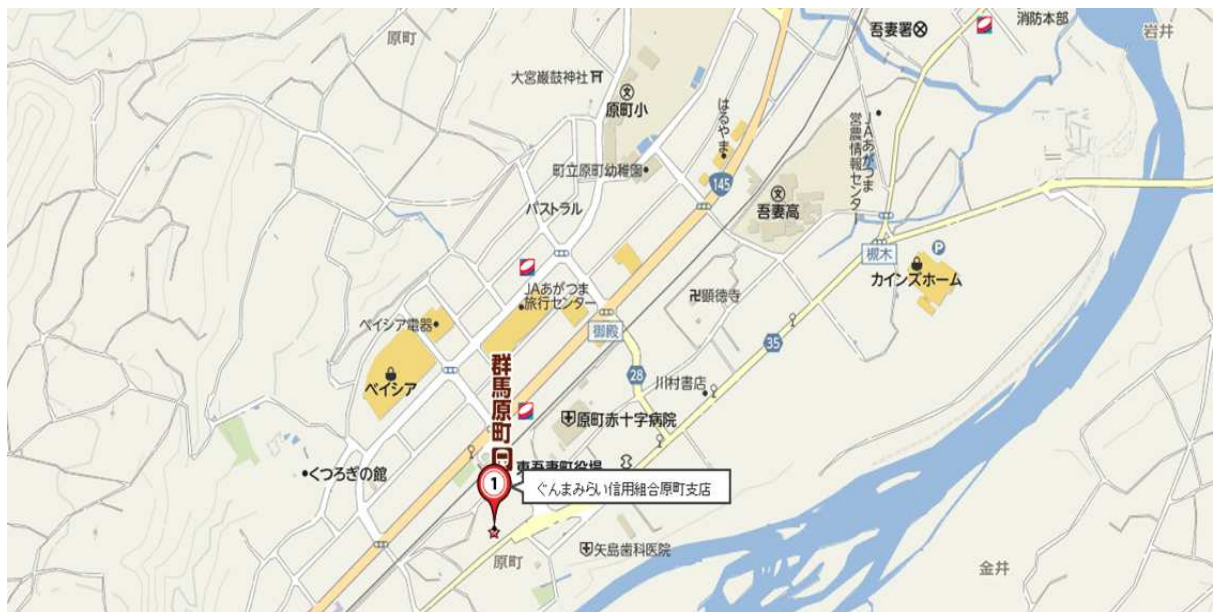 原町
吾妻署
消防本部
岩井
大宮巌鼓神社
原町小
はるやま
JAあがつま
営農情報センタ
町立原町幼稚園
145
吾妻高
パストラル
槻木
P
カインズホーム
JAあがつま
旅行センター
卍顕徳寺
ベイシア電器
御殿
35
群馬原町
28
川村書店
ベイシア
原町赤十字病院
東吾妻町役場
くつろぎの館
1
ぐんまみらい信用組合原町支店
原町
矢島歯科医院
金井